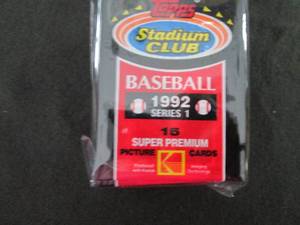 Topps
Stadium
CLUB
BASEBALL
1992
SERIES 1
15
SUPER PREMIUM
PICTURE CARDS